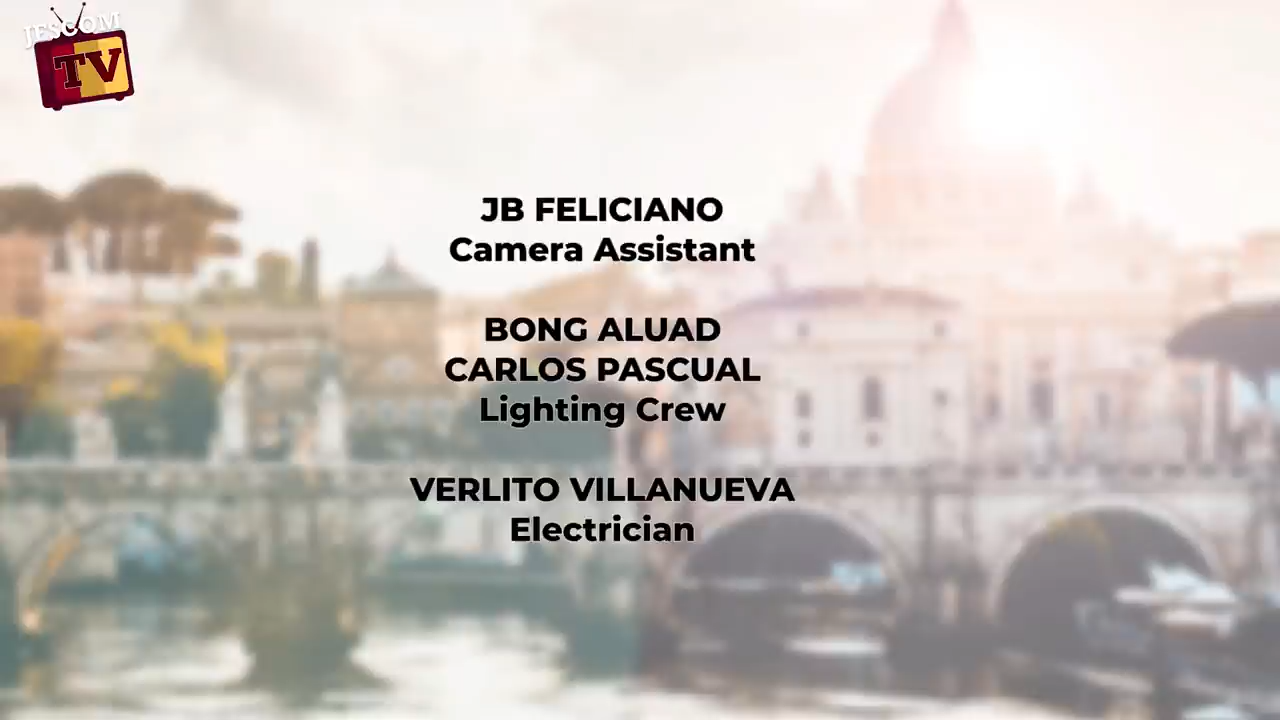 JESCOM
TV
JB FELICIANO
Camera Assistant
BONG ALUAD
CARLOS PASCUAL
Lighting Crew
VERLITO VILLANUEVA
Electrician